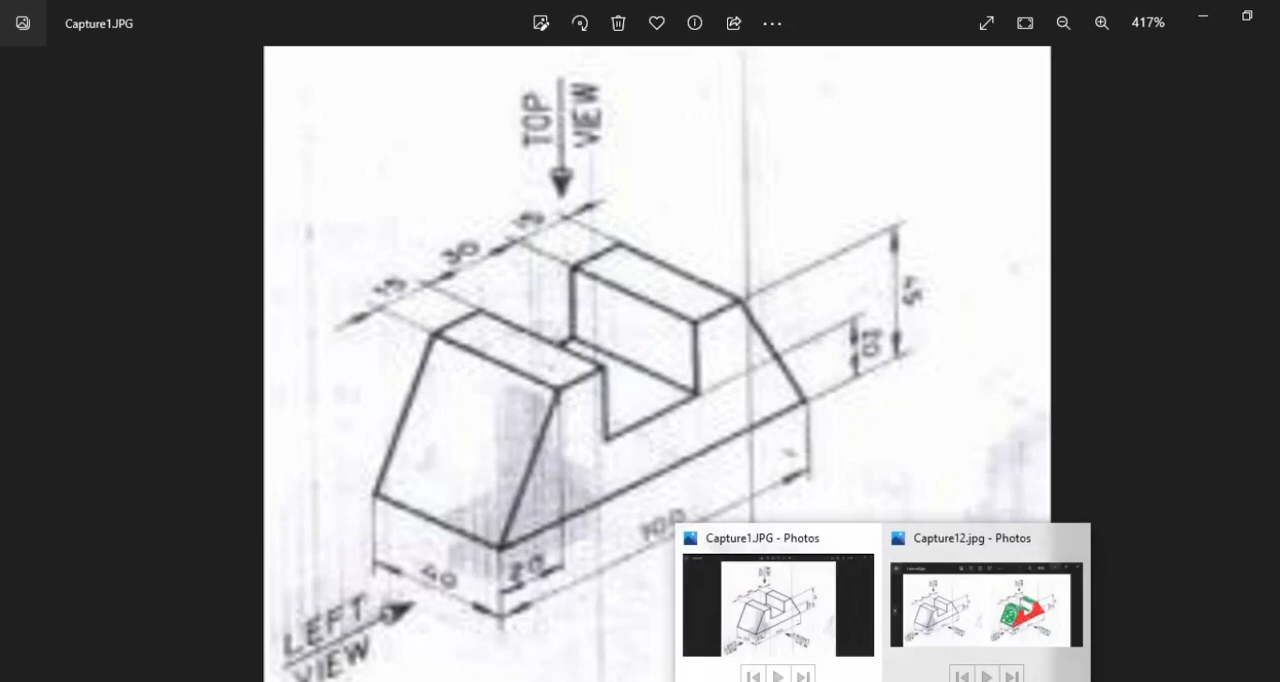 Capture1.JPG
417%
TOP
VIEW
15
30
15
45
20
100
40
20
LEFT
VIEW
Capture1.JPG - Photos
Capture12.jpg - Photos